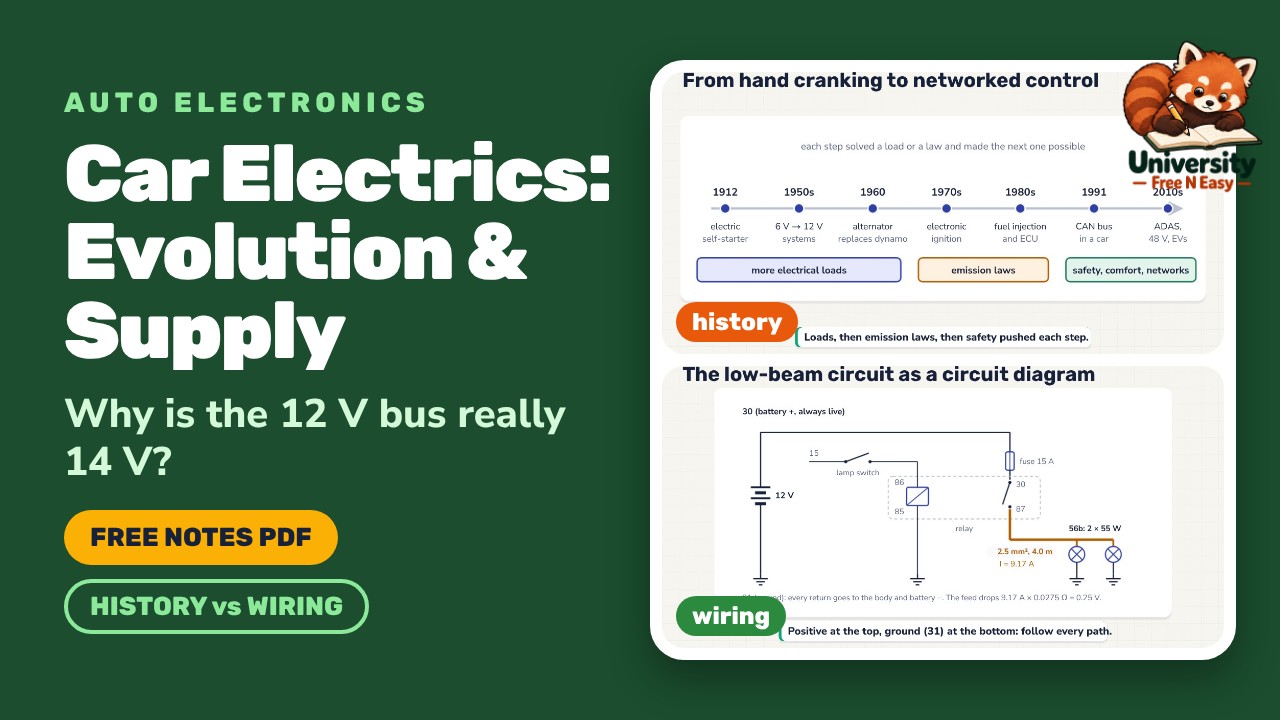 AUTO ELECTRONICS
Car Electrics:
Evolution &
Supply
Why is the 12 V bus really
14 V?
FREE NOTES PDF
HISTORY vs WIRING
From hand cranking to networked control
University
Free N Easy
each step solved a load or a law and made the next one possible
1912 1950s 1960 1970s 1980s 1991 2010s
electric 6 V → 12 V alternator electronic fuel injection CAN bus ADAS,
self-starter systems replaces dynamo ignition and ECU in a car 48 V, EVs
more electrical loads emission laws safety, comfort, networks
history
Loads, then emission laws, then safety pushed each step.
The low-beam circuit as a circuit diagram
30 (battery +, always live)
15
lamp switch
fuse 15 A
86
30
12 V
85
87
relay
56b: 2 × 55 W
2.5 mm², 4.0 m
I = 9.17 A
every return goes to the body and battery −. The feed drops 9.17 A × 0.0275 Ω = 0.25 V.
wiring
Positive at the top, ground (31) at the bottom: follow every path.